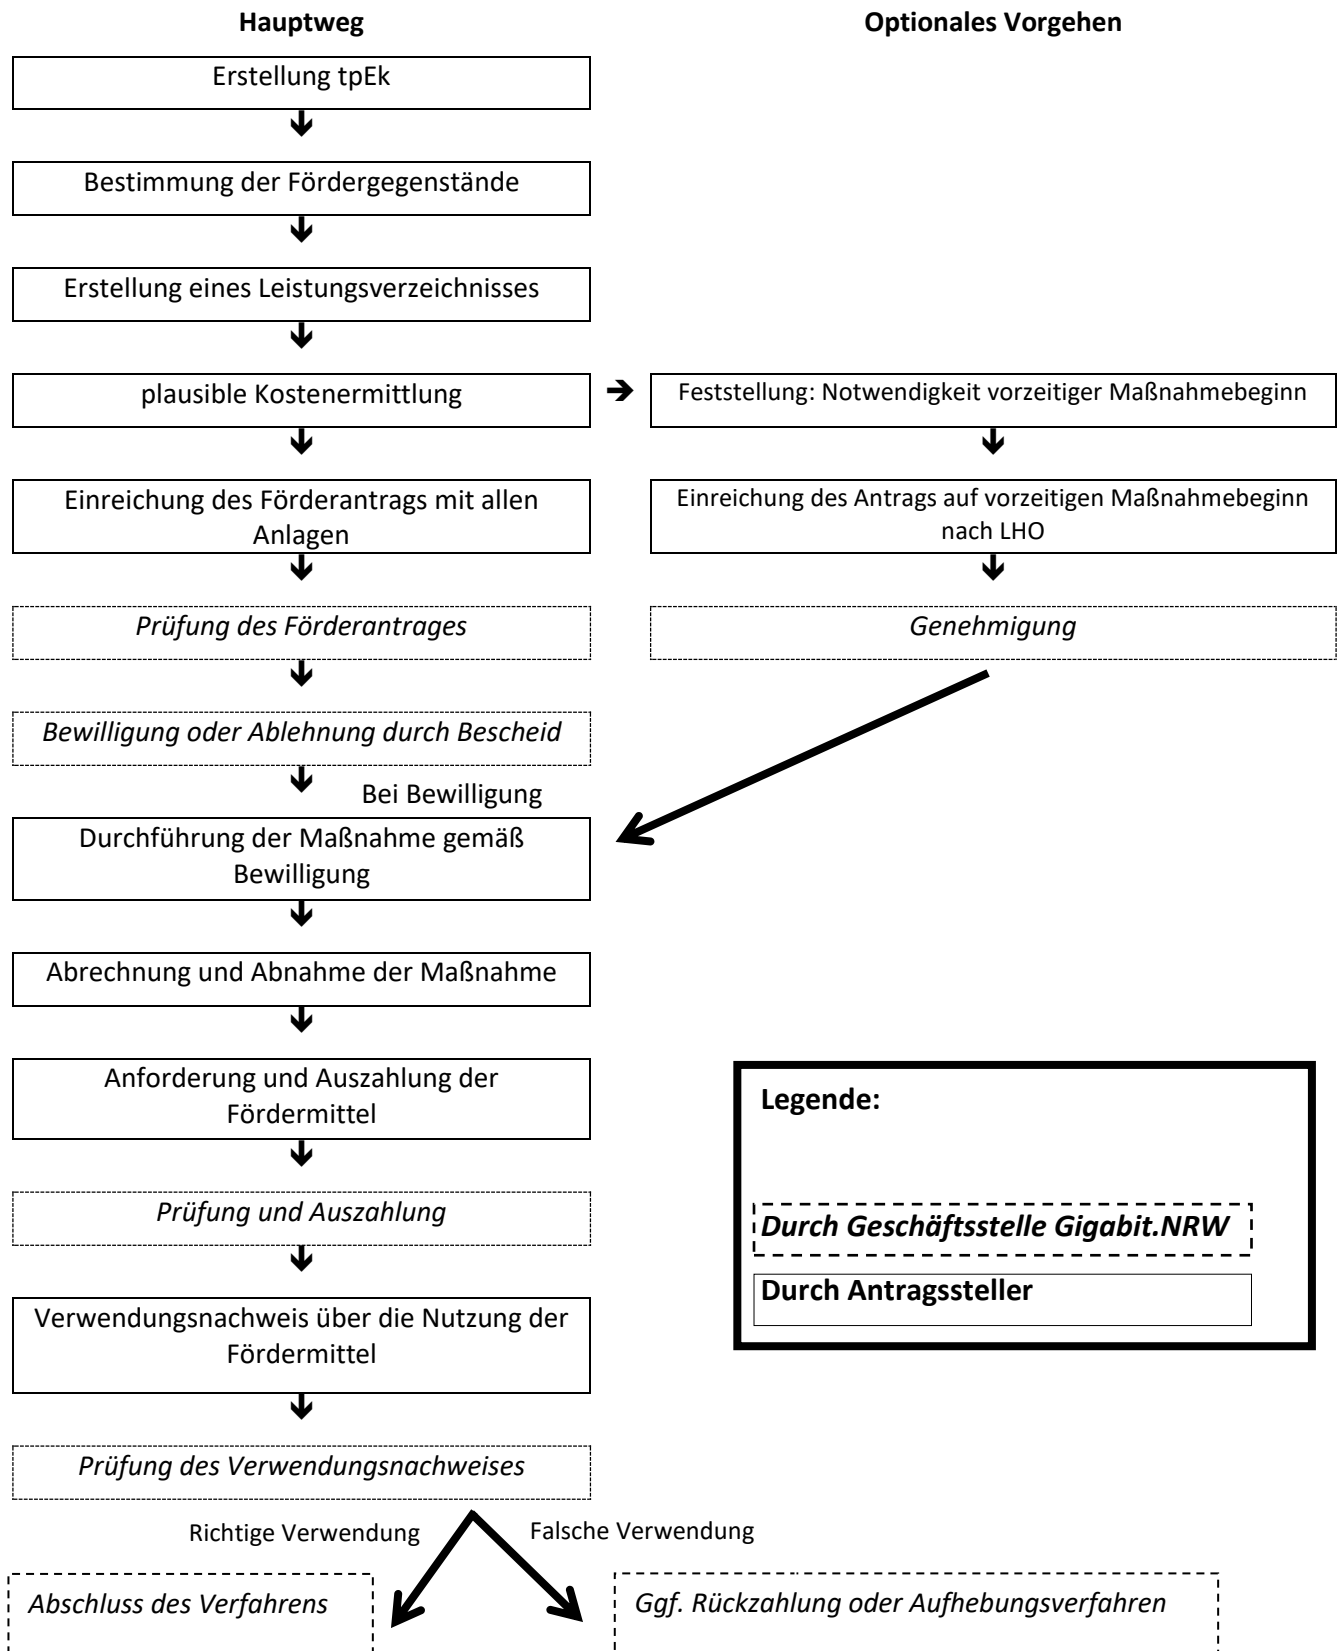 Hauptweg
Optionales Vorgehen
Erstellung tpEk
Bestimmung der Fördergegenstände
Erstellung eines Leistungsverzeichnisses
plausible Kostenermittlung
Feststellung: Notwendigkeit vorzeitiger Maßnahmebeginn
Einreichung des Förderantrags mit allen
Anlagen
Einreichung des Antrags auf vorzeitigen Maßnahmebeginn
nach LHO
Prüfung des Förderantrages
Genehmigung
Bewilligung oder Ablehnung durch Bescheid
Bei Bewilligung
Durchführung der Maßnahme gemäß
Bewilligung
Abrechnung und Abnahme der Maßnahme
Anforderung und Auszahlung der
Fördermittel
Prüfung und Auszahlung
Verwendungsnachweis über die Nutzung der
Fördermittel
Prüfung des Verwendungsnachweises
Richtige Verwendung
Falsche Verwendung
Abschluss des Verfahrens
Ggf. Rückzahlung oder Aufhebungsverfahren
Legende:
Durch Geschäftsstelle Gigabit.NRW
Durch Antragssteller